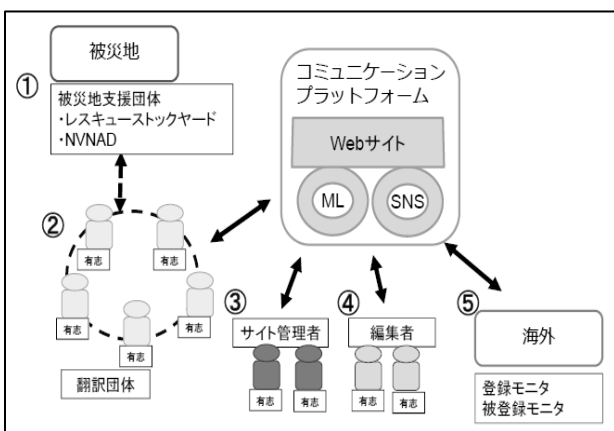 ①
被災地
被災地支援団体
・レスキューストックヤード
・NVNAD
コミュニケーション
プラットフォーム
Webサイト
ML
SNS
②
有志
有志
有志
有志
有志
翻訳団体
③
サイト管理者
有志
有志
④
編集者
有志
有志
⑤
海外
登録モニタ
被登録モニタ